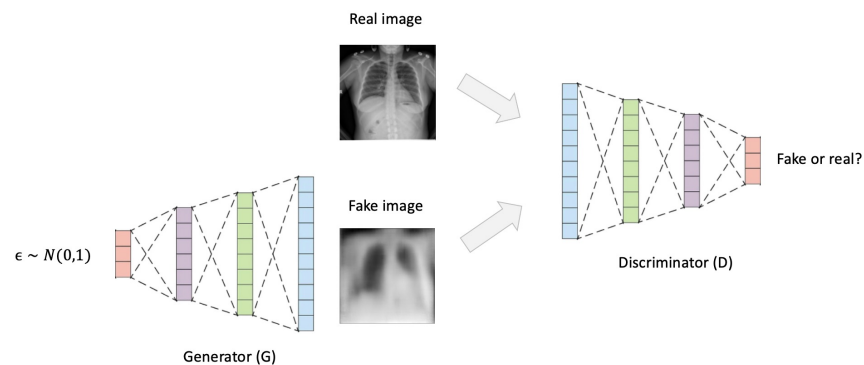 Real image
Fake or real?
Fake image
ϵ ~ N(0,1)
Discriminator (D)
Generator (G)